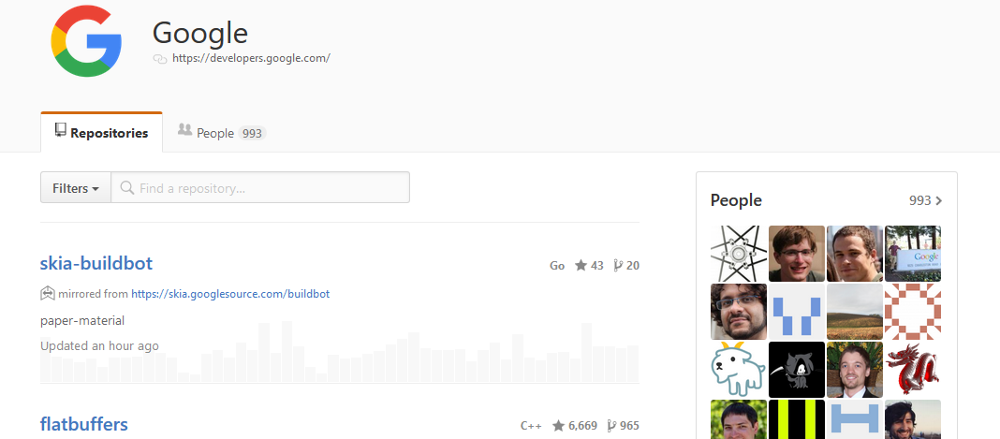 Google
https://developers.google.com/
Repositories
People 993
Filters
Find a repository...
People 993
skia-buildbot
Go 43 20
mirrored from https://skia.googlesource.com/buildbot
paper-material
Updated an hour ago
Google
flatbuffers
C++ 6,669 965